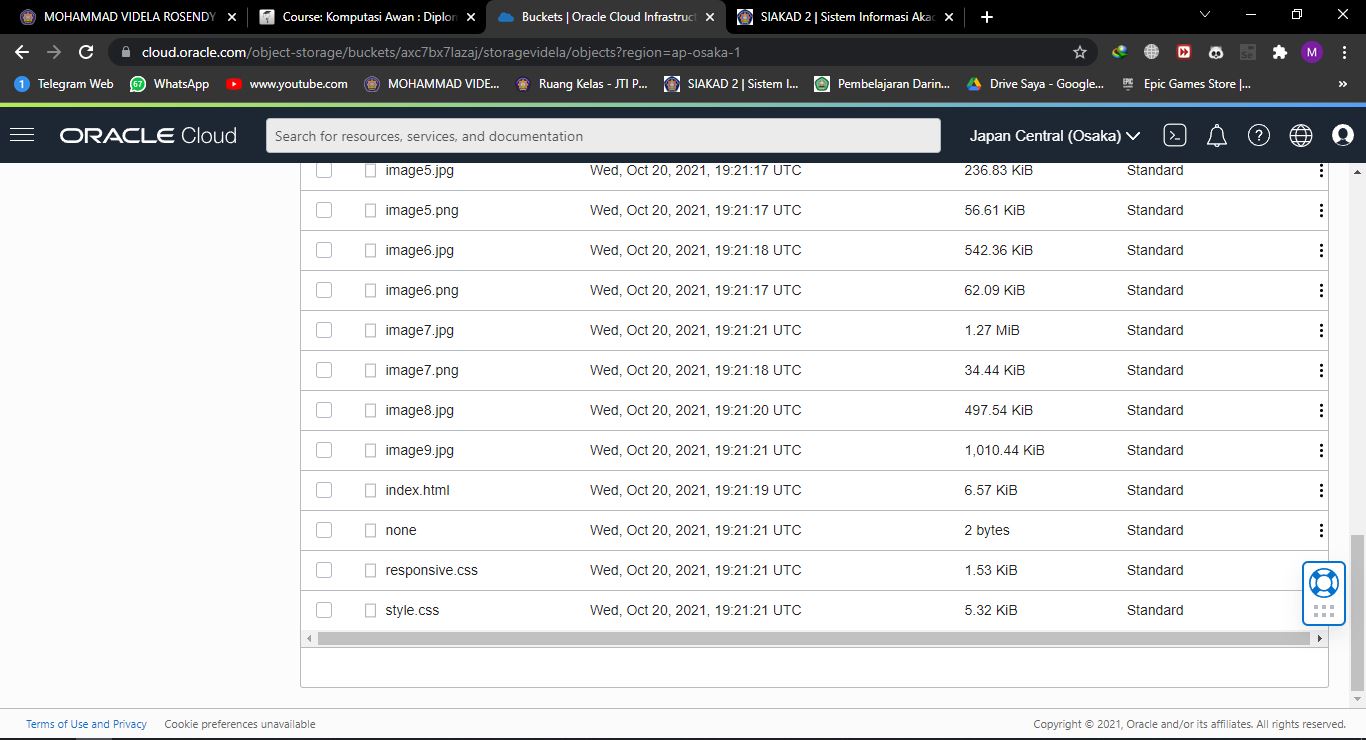 MOHAMMAD VIDELA ROSENDY
Course: Komputasi Awan : Diplon
Buckets | Oracle Cloud Infrastruct
SIAKAD 2 | Sistem Informasi Akad
cloud.oracle.com/object-storage/buckets/axc7bx7lazaj/storagevidela/objects?region=ap-osaka-1
M
1 Telegram Web
67 WhatsApp
www.youtube.com
MOHAMMAD VIDE...
Ruang Kelas - JTI P...
SIAKAD 2 | Sistem I...
Pembelajaran Darin...
Drive Saya - Google...
Epic Games Store |...
»
ORACLE Cloud
Search for resources, services, and documentation
Japan Central (Osaka)
image5.jpg Wed, Oct 20, 2021, 19:21:17 UTC 236.83 KiB Standard
image5.png Wed, Oct 20, 2021, 19:21:17 UTC 56.61 KiB Standard
image6.jpg Wed, Oct 20, 2021, 19:21:18 UTC 542.36 KiB Standard
image6.png Wed, Oct 20, 2021, 19:21:17 UTC 62.09 KiB Standard
image7.jpg Wed, Oct 20, 2021, 19:21:21 UTC 1.27 MiB Standard
image7.png Wed, Oct 20, 2021, 19:21:18 UTC 34.44 KiB Standard
image8.jpg Wed, Oct 20, 2021, 19:21:20 UTC 497.54 KiB Standard
image9.jpg Wed, Oct 20, 2021, 19:21:21 UTC 1,010.44 KiB Standard
index.html Wed, Oct 20, 2021, 19:21:19 UTC 6.57 KiB Standard
none Wed, Oct 20, 2021, 19:21:21 UTC 2 bytes Standard
responsive.css Wed, Oct 20, 2021, 19:21:21 UTC 1.53 KiB Standard
style.css Wed, Oct 20, 2021, 19:21:21 UTC 5.32 KiB Standard
Terms of Use and Privacy Cookie preferences unavailable Copyright © 2021, Oracle and/or its affiliates. All rights reserved.